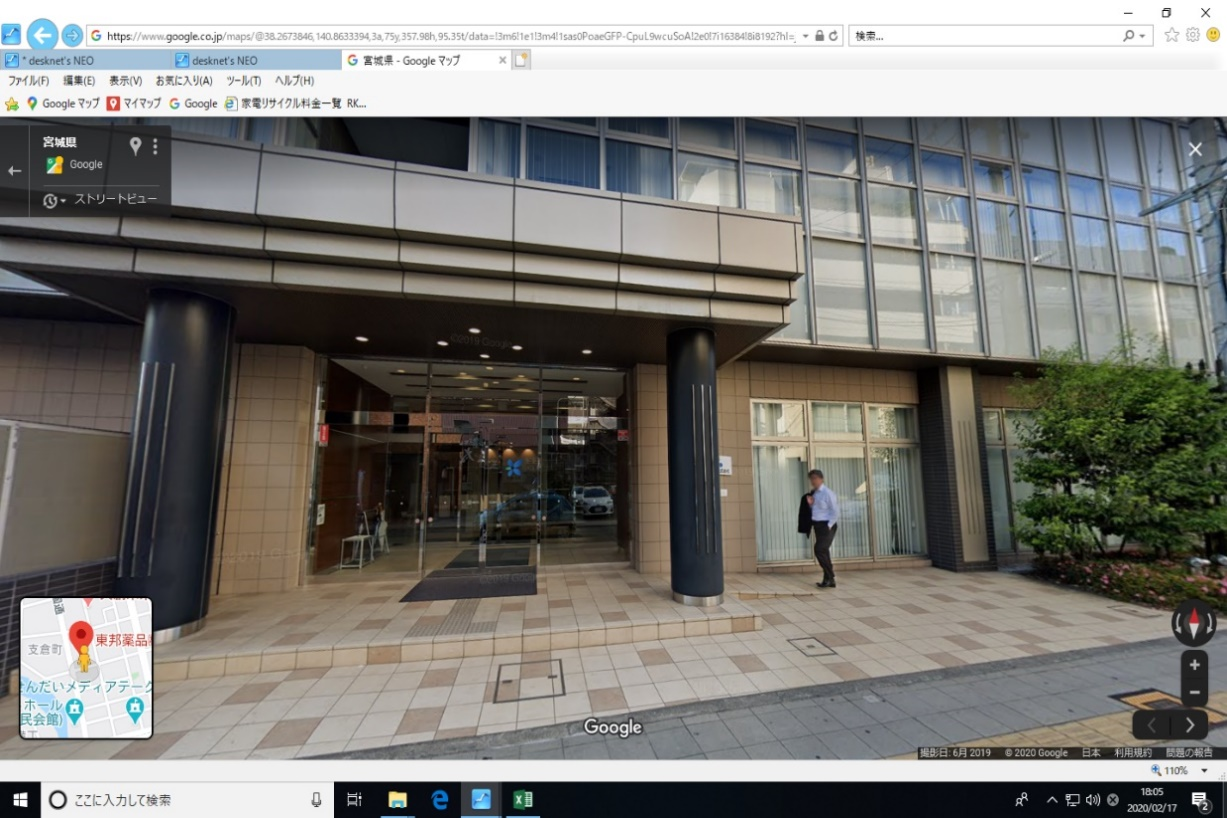 https://www.google.co.jp/maps/@38.2673846,140.8633394,3a,75y,357.98h,95.35t/data=!3m6!1e1!3m4!1sas0PoaeGFP-CpuL9wcuSoA!2e0!7i16384!8i8192?hl=
検索...
* desknet's NEO
desknet's NEO
宮城県 - Google マップ
ファイル(F) 編集(E) 表示(V) お気に入り(A) ツール(T) ヘルプ(H)
Google マップ マイマップ Google 家電リサイクル料金一覧 RK...
宮城県
Google
ストリートビュー
支倉町
東邦薬品
せんだいメディアテーク
ホール
民会館)
Google
撮影日: 6月 2019 © 2020 Google 日本 利用規約 問題の報告
110%
ここに入力して検索
18:05
2020/02/17
2